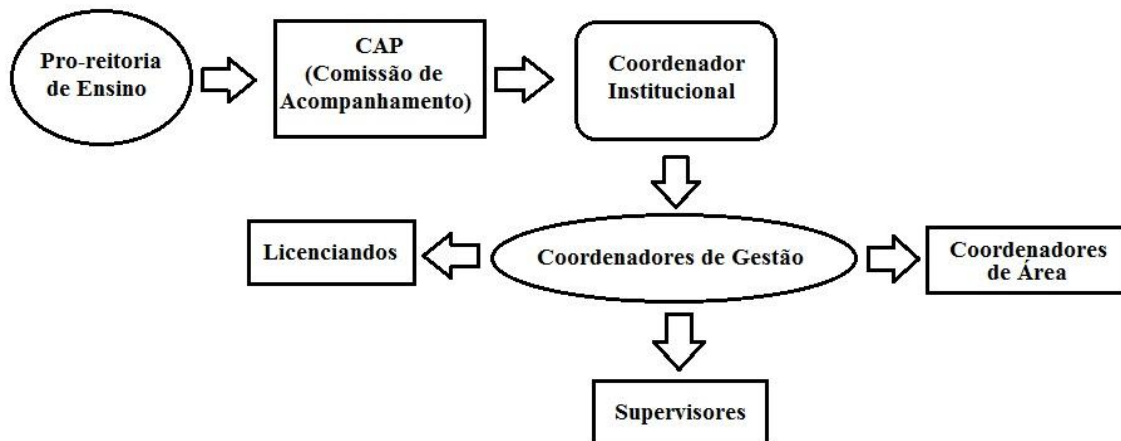 Pro-reitoria
de Ensino
CAP
(Comissão de
Acompanhamento)
Coordenador
Institucional
Licenciandos
Coordenadores de Gestão
Coordenadores
de Área
Supervisores